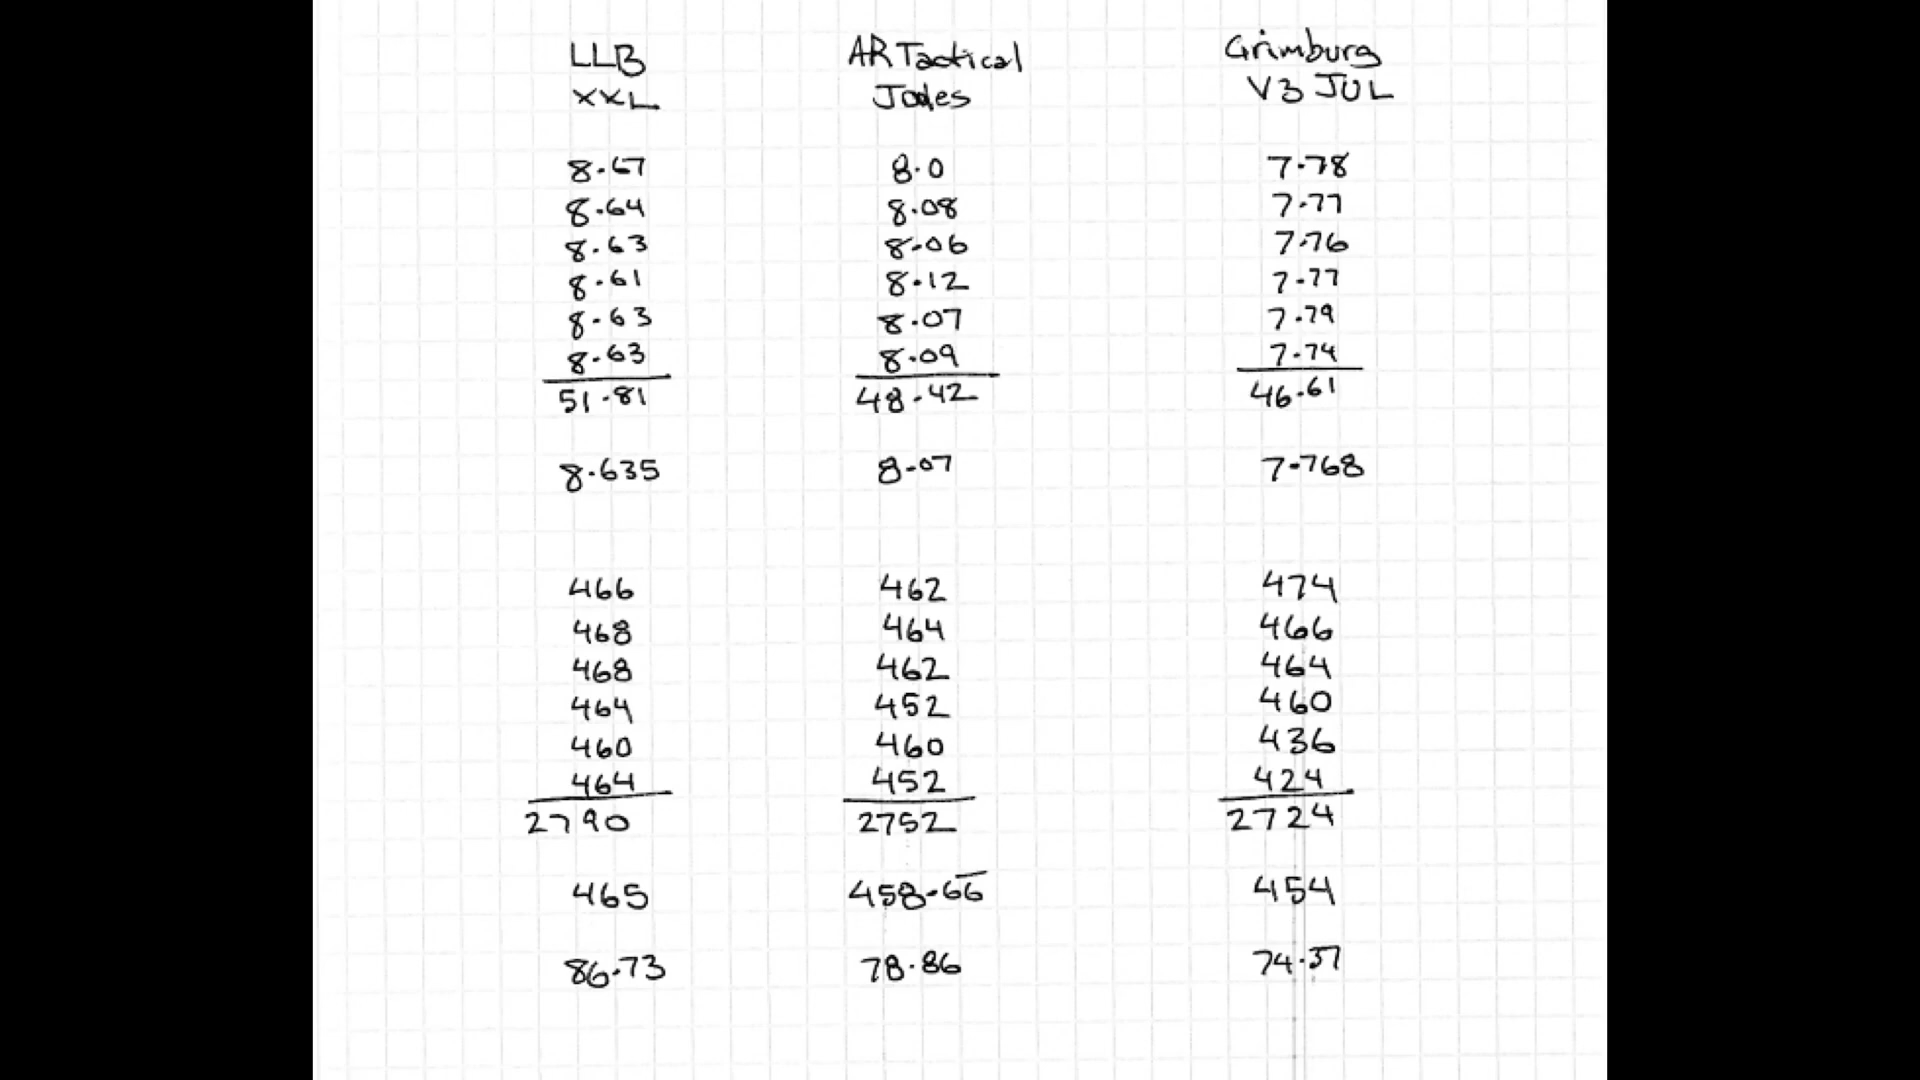 LLB ARTactical Grimburg
XXL Jodes V3 JUL
8.67 8.0 7.78
8.64 8.08 7.77
8.63 8.06 7.76
8.61 8.12 7.77
8.63 8.07 7.79
8.63 8.09 7.74
51.81 48.42 46.61
8.635 8.07 7.768
466 462 474
468 464 466
468 462 464
464 452 460
460 460 436
464 452 424
2790 2752 2724
465 458.66 454
86.73 78.86 74.37